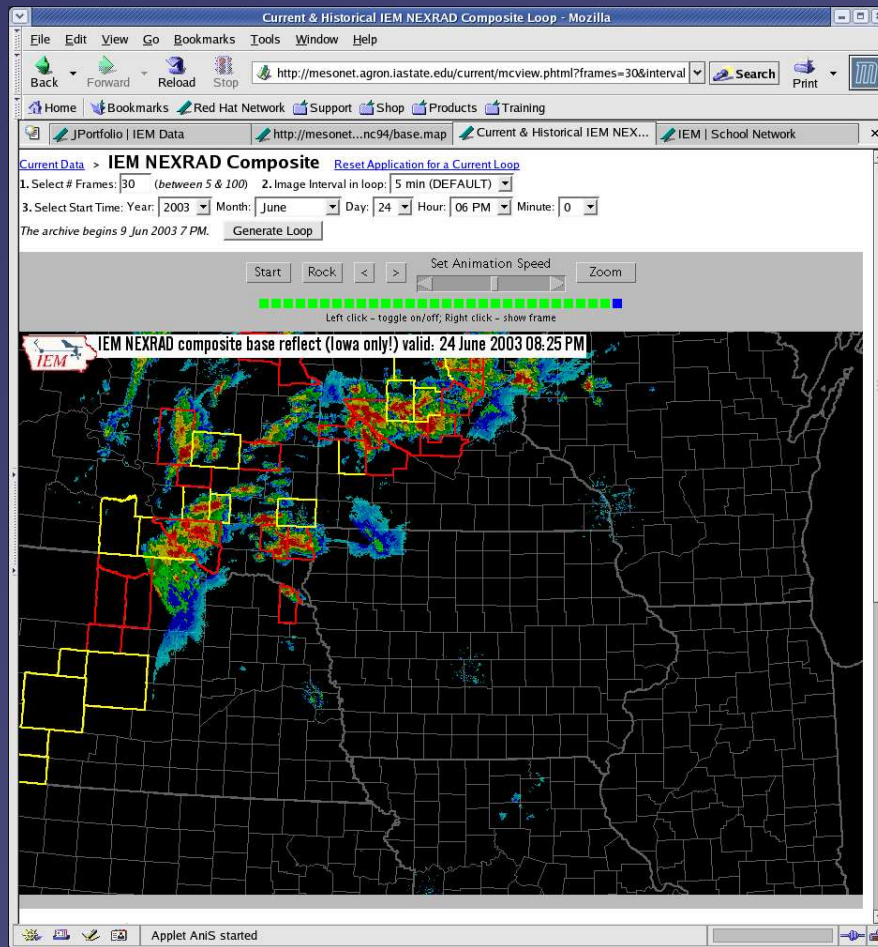 Current & Historical IEM NEXRAD Composite Loop - Mozilla
File Edit View Go Bookmarks Tools Window Help
Back Forward Reload Stop http://mesonet.agron.iastate.edu/current/mcview.phtml?frames=30&interval Search Print
Home Bookmarks Red Hat Network Support Shop Products Training
JPortfolio | IEM Data http://mesonet...nc94/base.map Current & Historical IEM NEX... IEM | School Network
Current Data > IEM NEXRAD Composite Reset Application for a Current Loop
1. Select # Frames: 30 (between 5 & 100) 2. Image Interval in loop: 5 min (DEFAULT)
3. Select Start Time: Year: 2003 Month: June Day: 24 Hour: 06 PM Minute: 0
The archive begins 9 Jun 2003 7 PM. Generate Loop
Set Animation Speed
Start Rock < > Zoom
Left click - toggle on/off; Right click - show frame
IEM NEXRAD composite base reflect (Iowa only!) valid: 24 June 2003 08:25 PM
IEM
Applet AniS started